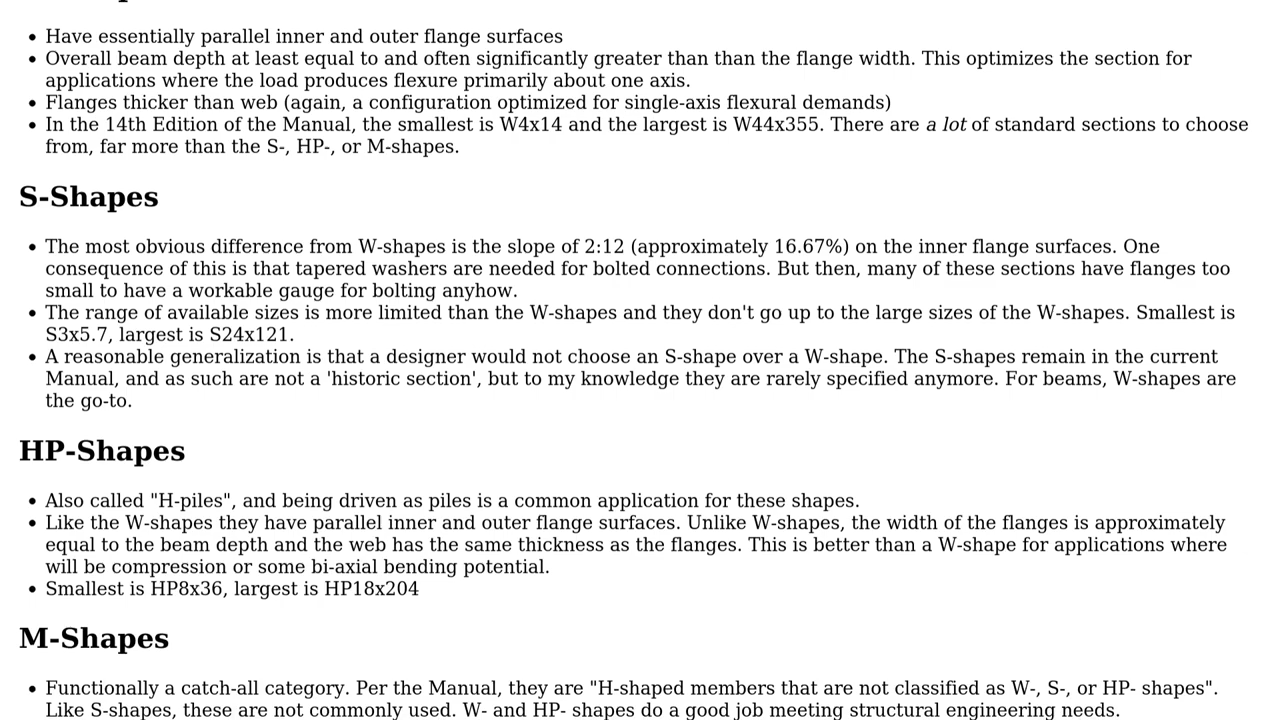 • Have essentially parallel inner and outer flange surfaces
• Overall beam depth at least equal to and often significantly greater than than the flange width. This optimizes the section for
applications where the load produces flexure primarily about one axis.
• Flanges thicker than web (again, a configuration optimized for single-axis flexural demands)
• In the 14th Edition of the Manual, the smallest is W4x14 and the largest is W44x355. There are a lot of standard sections to choose
from, far more than the S-, HP-, or M-shapes.
S-Shapes
• The most obvious difference from W-shapes is the slope of 2:12 (approximately 16.67%) on the inner flange surfaces. One
consequence of this is that tapered washers are needed for bolted connections. But then, many of these sections have flanges too
small to have a workable gauge for bolting anyhow.
• The range of available sizes is more limited than the W-shapes and they don't go up to the large sizes of the W-shapes. Smallest is
S3x5.7, largest is S24x121.
• A reasonable generalization is that a designer would not choose an S-shape over a W-shape. The S-shapes remain in the current
Manual, and as such are not a 'historic section', but to my knowledge they are rarely specified anymore. For beams, W-shapes are
the go-to.
HP-Shapes
• Also called "H-piles", and being driven as piles is a common application for these shapes.
• Like the W-shapes they have parallel inner and outer flange surfaces. Unlike W-shapes, the width of the flanges is approximately
equal to the beam depth and the web has the same thickness as the flanges. This is better than a W-shape for applications where
will be compression or some bi-axial bending potential.
• Smallest is HP8x36, largest is HP18x204
M-Shapes
• Functionally a catch-all category. Per the Manual, they are "H-shaped members that are not classified as W-, S-, or HP- shapes".
Like S-shapes, these are not commonly used. W- and HP- shapes do a good job meeting structural engineering needs.